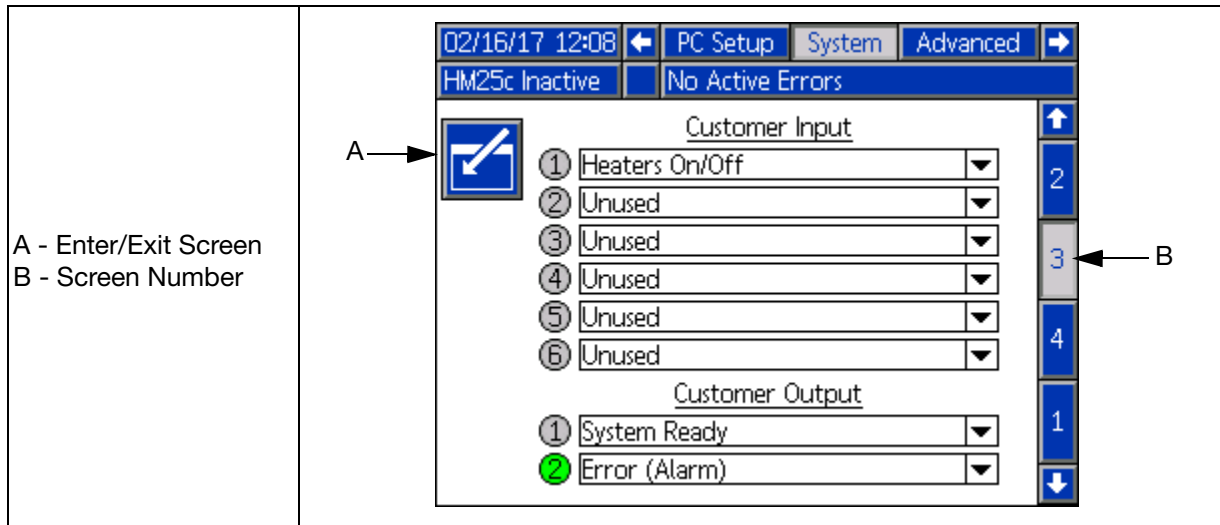 A - Enter/Exit Screen
B - Screen Number
02/16/17 12:08 PC Setup System Advanced
HM25c Inactive No Active Errors
A
Customer Input
1 Heaters On/Off
2 Unused
3 Unused
4 Unused
5 Unused
6 Unused
Customer Output
1 System Ready
2 Error (Alarm)
2
3
B
4
1